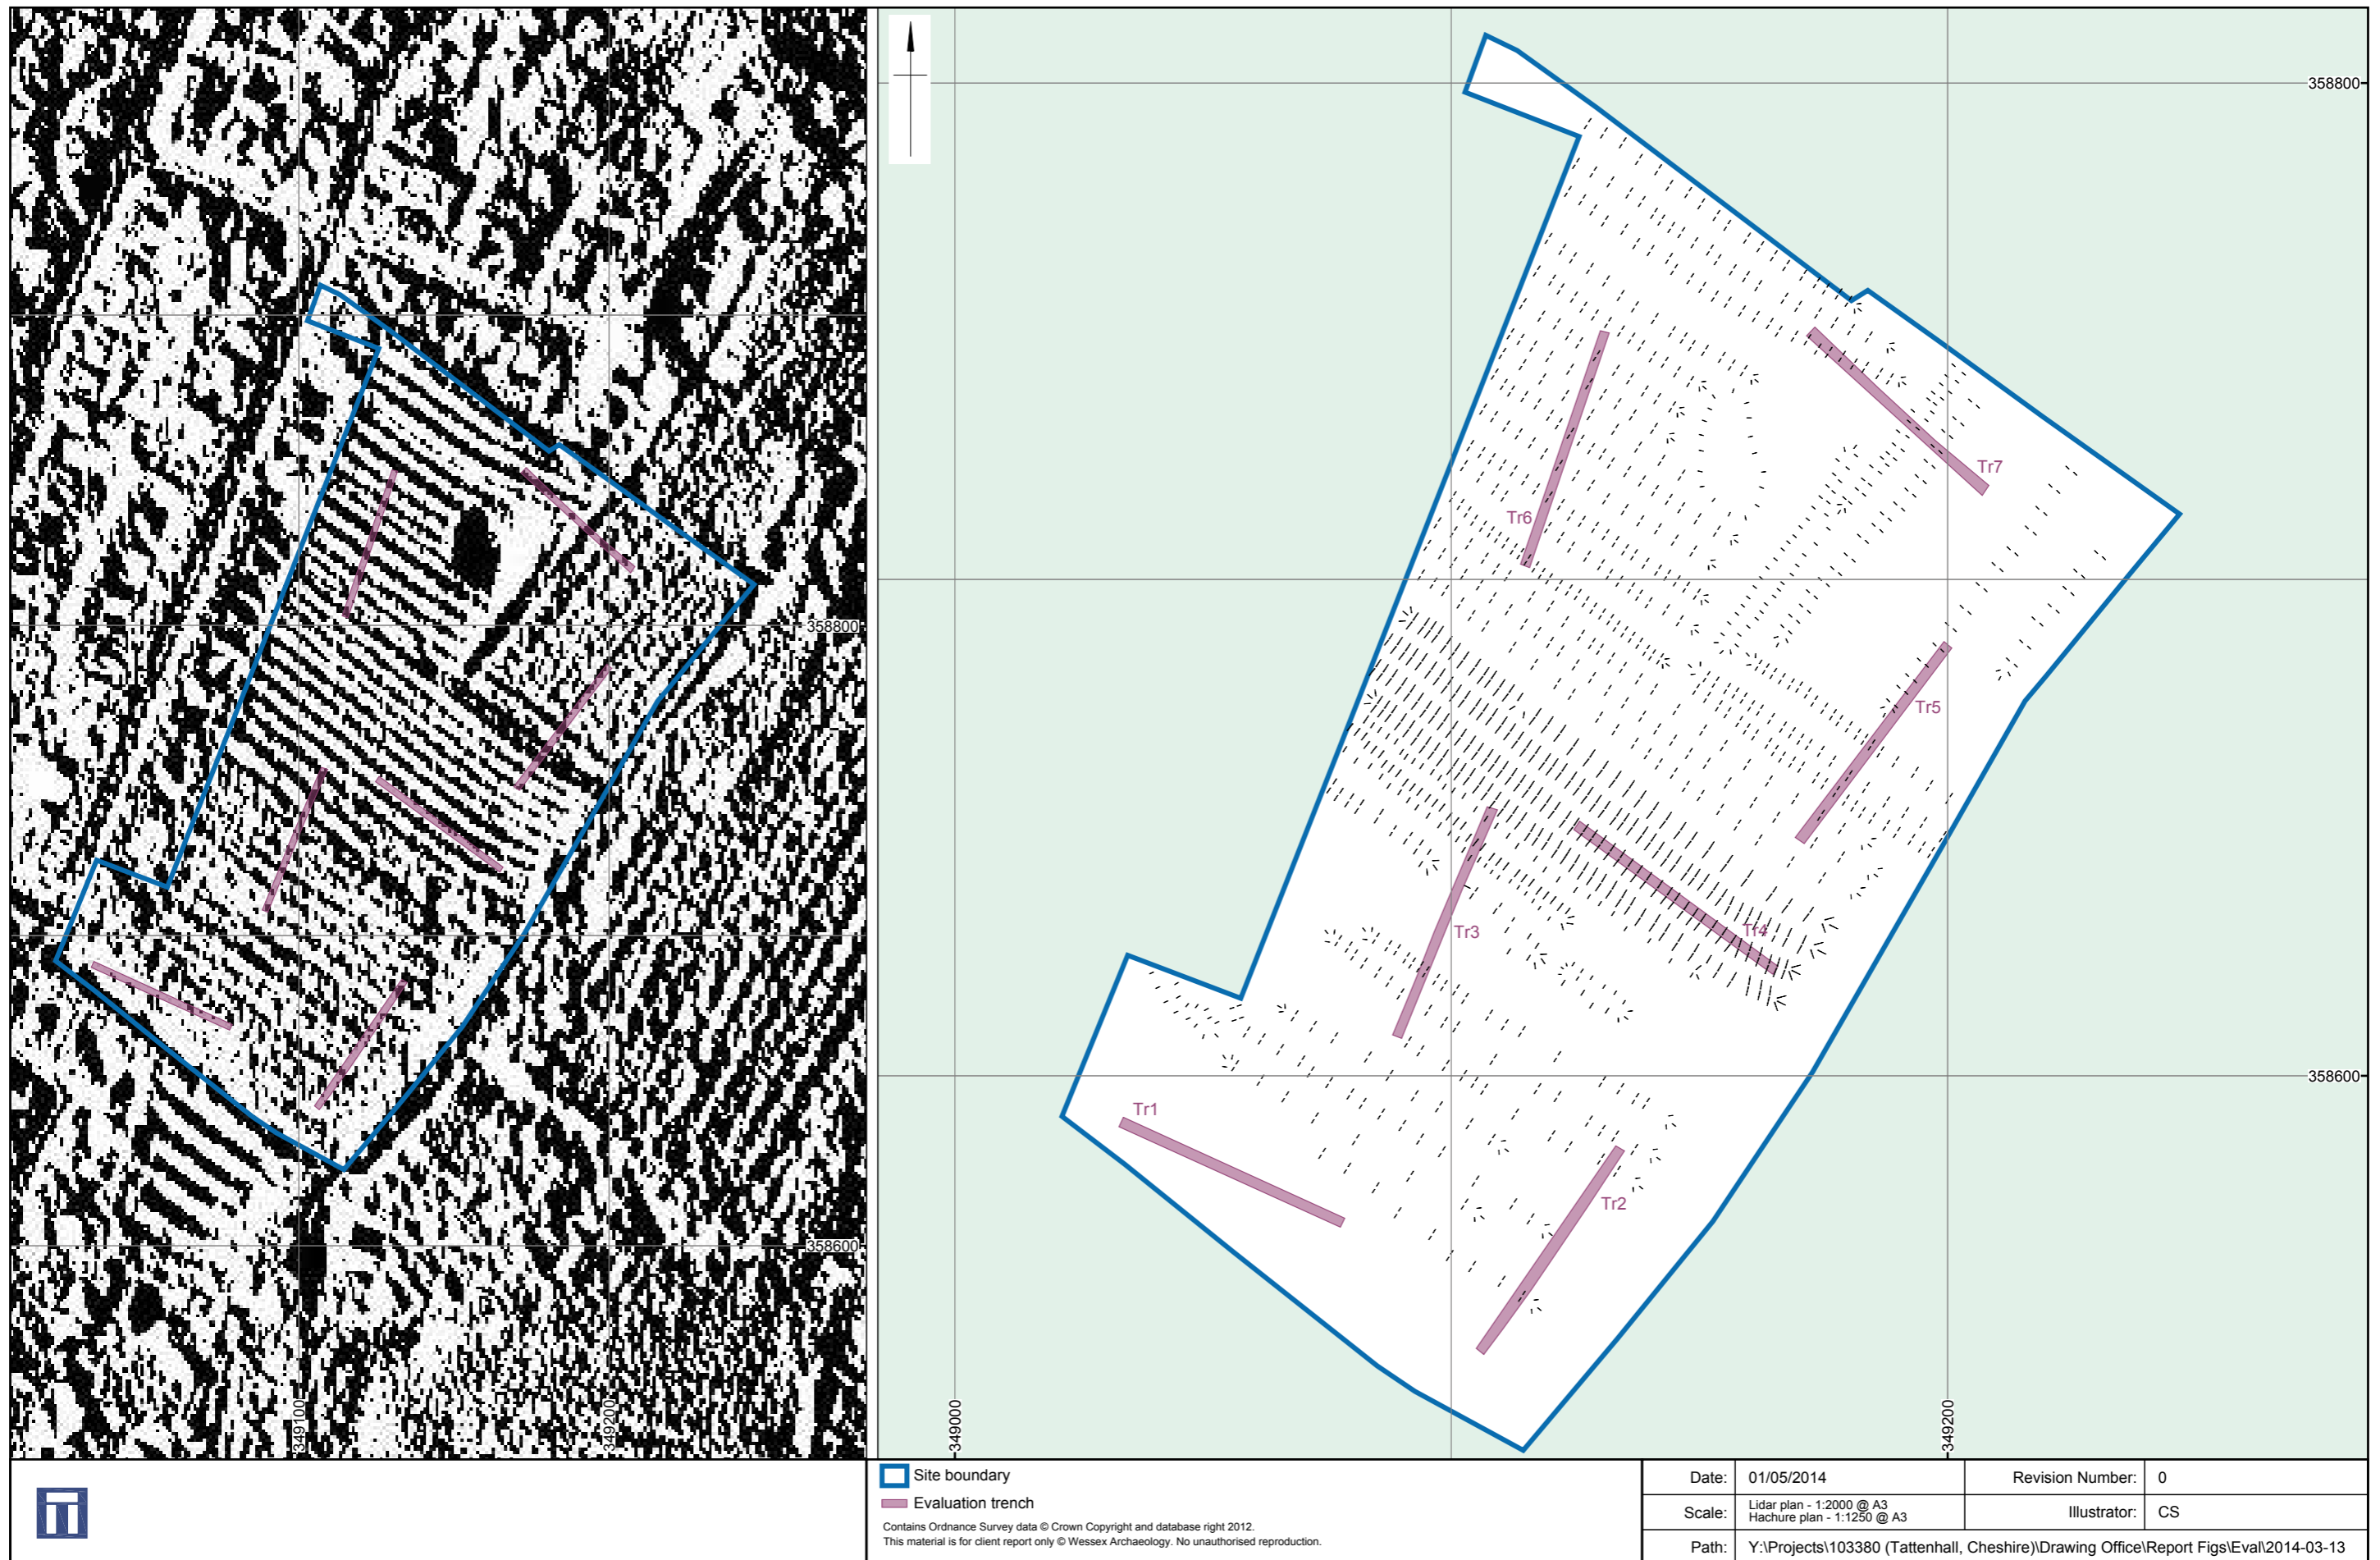 358800
349100
349200
358600
358800
Tr7
Tr6
Tr5
Tr4
Tr3
358600
Tr1
Tr2
349000
349200
Site boundary
Evaluation trench
Contains Ordnance Survey data © Crown Copyright and database right 2012.
This material is for client report only © Wessex Archaeology. No unauthorised reproduction.
Date: 01/05/2014 Revision Number: 0
Scale: Lidar plan - 1:2000 @ A3
Hachure plan - 1:1250 @ A3
Illustrator: CS
Path: Y:\Projects\103380 (Tattenhall, Cheshire)\Drawing Office\Report Figs\Eval\2014-03-13